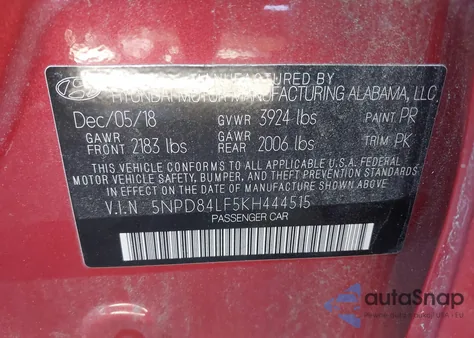 MANUFACTURED BY
HYUNDAI MOTOR MANUFACTURING ALABAMA, LLC
Dec/05/18 GVWR 3924 lbs PAINT PR
GAWR FRONT 2183 lbs GAWR REAR 2006 lbs TRIM PK
THIS VEHICLE CONFORMS TO ALL APPLICABLE U.S.A. FEDERAL
MOTOR VEHICLE SAFETY, BUMPER, AND THEFT PREVENTION
STANDARDS IN EFFECT ON THE DATE OF MANUFACTURE SHOWN ABOVE.
V.I.N 5NPD84LF5KH444515
PASSENGER CAR
autoSnap